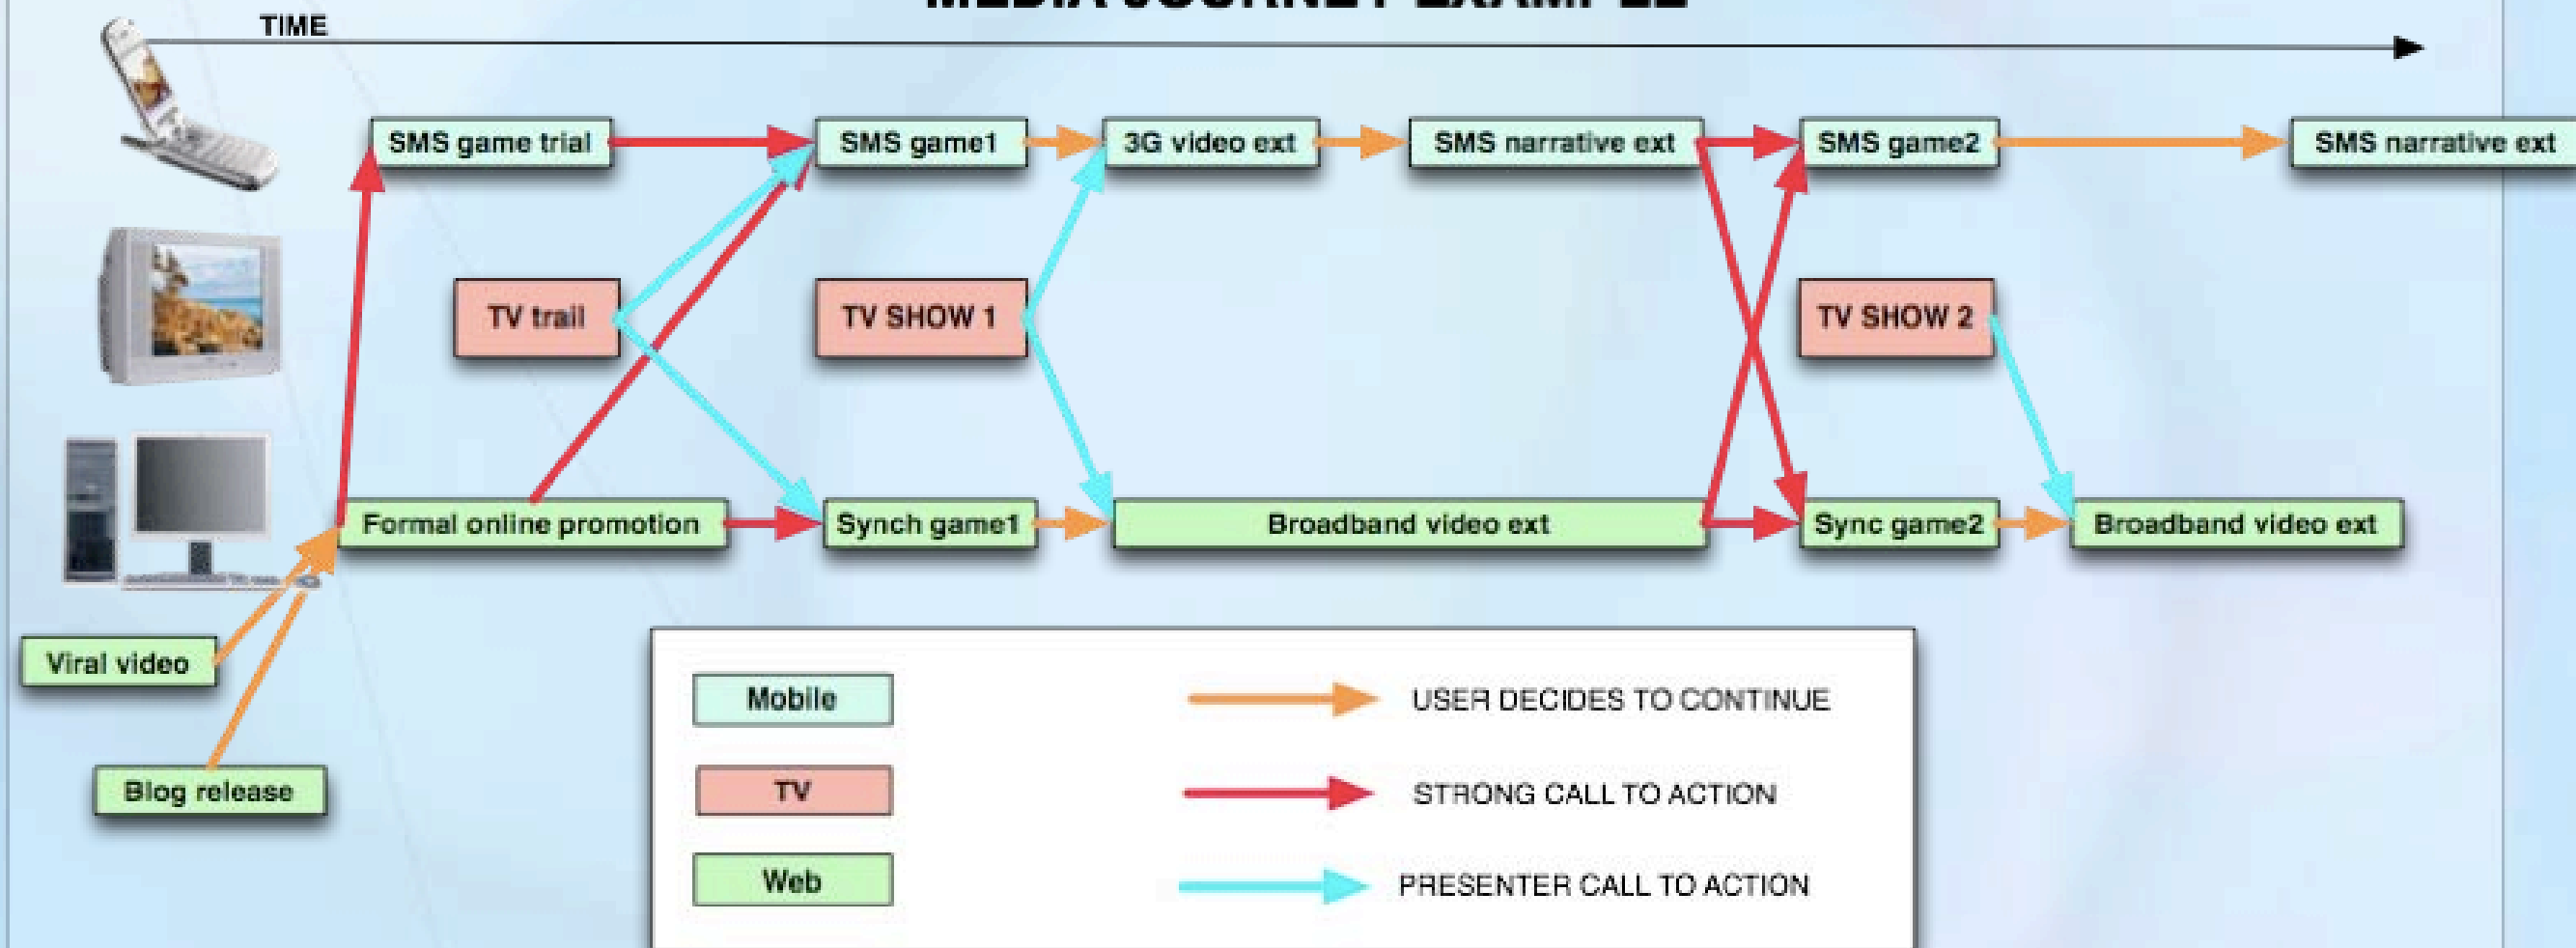 MEDIA JOURNEY EXAMPLE
TIME
SMS game trial
SMS game1
3G video ext
SMS narrative ext
SMS game2
SMS narrative ext
TV trail
TV SHOW 1
TV SHOW 2
Formal online promotion
Synch game1
Broadband video ext
Sync game2
Broadband video ext
Viral video
Blog release
Mobile
USER DECIDES TO CONTINUE
TV
STRONG CALL TO ACTION
Web
PRESENTER CALL TO ACTION